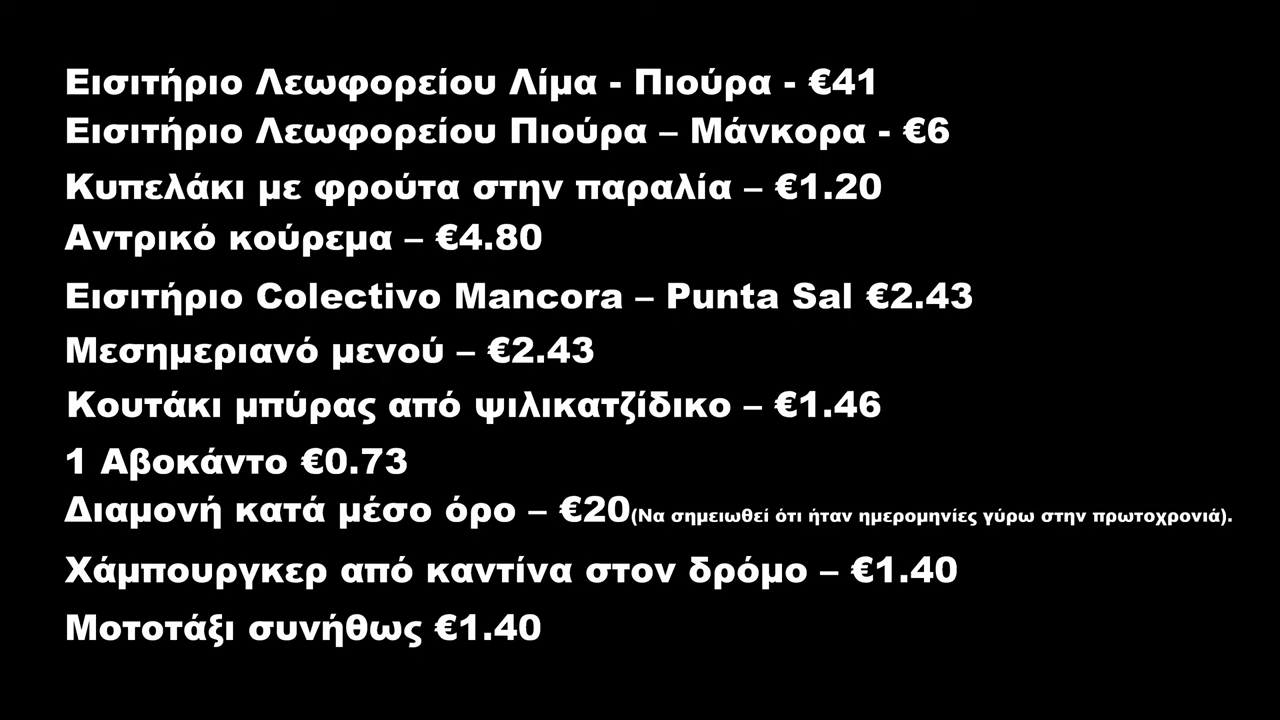 Εισιτήριο Λεωφορείου Λίμα - Πιούρα - €41
Εισιτήριο Λεωφορείου Πιούρα – Μάνκορα - €6
Κυπελάκι με φρούτα στην παραλία – €1.20
Αντρικό κούρεμα – €4.80
Εισιτήριο Colectivo Mancora – Punta Sal €2.43
Μεσημεριανό μενού – €2.43
Κουτάκι μπύρας από ψιλικατζίδικο – €1.46
1 Αβοκάντο €0.73
Διαμονή κατά μέσο όρο – €20(Να σημειωθεί ότι ήταν ημερομηνίες γύρω στην πρωτοχρονιά).
Χάμπουργκερ από καντίνα στον δρόμο – €1.40
Μοτοτάξι συνήθως €1.40